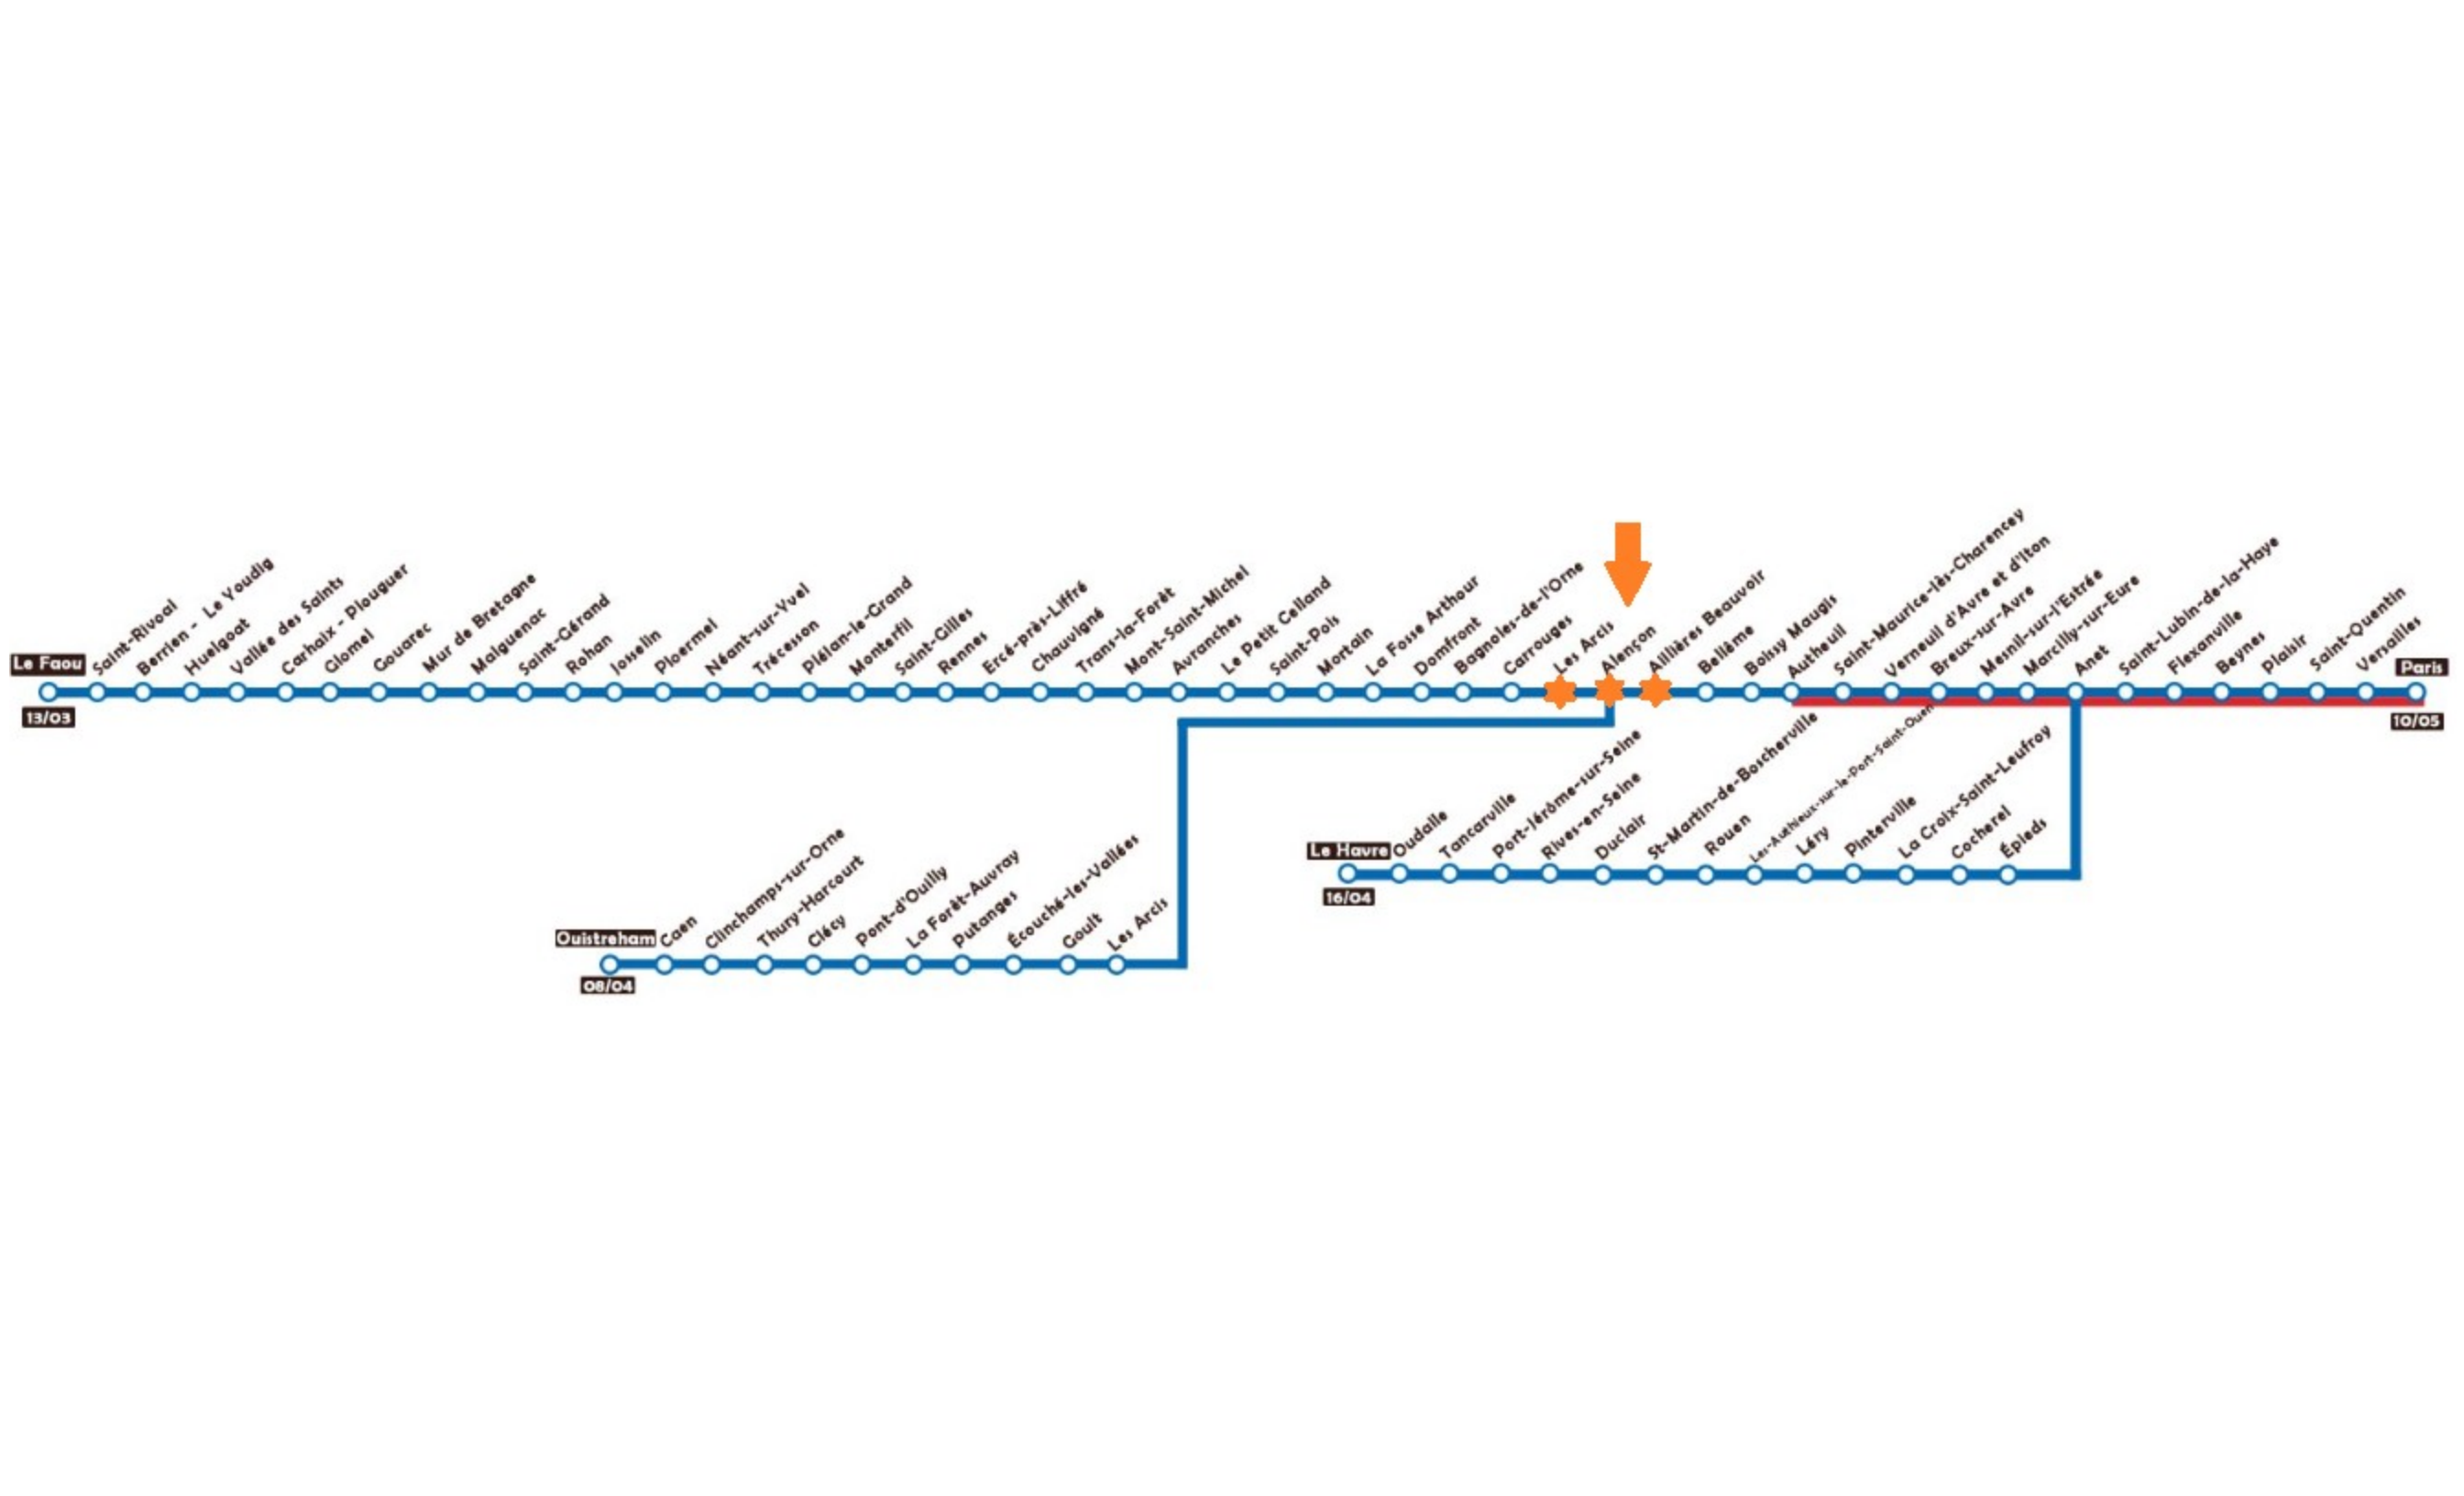 Le Faou
Saint-Rivoal
Berrien - Le Youdig
Huelgoat
Vallée des Saints
Carhaix - Plouguer
Glomel
Gouarec
Mur de Bretagne
Malguenac
Saint-Gérand
Rohan
Josselin
Ploermel
Néant-sur-Yvel
Trécesson
Plélan-le-Grand
Monterfil
Saint-Gilles
Rennes
Ercé-près-Liffré
Chauvigné
Trans-la-Forêt
Mont-Saint-Michel
Avranches
Le Petit Celland
Saint-Pois
Mortain
La Fosse Arthour
Domfront
Bagnoles-de-l'Orne
Carrouges
Les Arcis
Alençon
Aillières Beauvoir
Bellême
Boissy Maugis
Autheuil
Saint-Maurice-lès-Charencey
Verneuil d'Avre et d'Iton
Breux-sur-Avre
Mesnil-sur-l'Estrée
Marcilly-sur-Eure
Anet
Saint-Lubin-de-la-Haye
Flexanville
Beynes
Plaisir
Saint-Quentin
Versailles
Paris
13/03
10/05
Le Havre
Oudalle
Tancarville
Port-Jérôme-sur-Seine
Rives-en-Seine
Duclair
St-Martin-de-Boscherville
Rouen
Les-Authieux-sur-le-Port-Saint-Ouen
Léry
Pinterville
La Croix-Saint-Leufroy
Cocherel
Épieds
16/04
Ouistreham
Caen
Clinchamps-sur-Orne
Thury-Harcourt
Clécy
Pont-d'Ouilly
La Forêt-Auvray
Putanges
Écouché-les-Vallées
Goult
Les Arcis
08/04